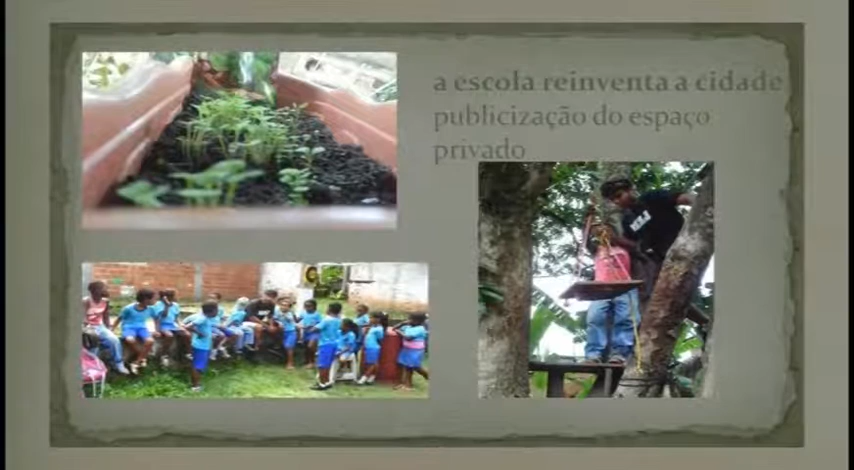 a escola reinventa a cidade
publicização do espaço
privado